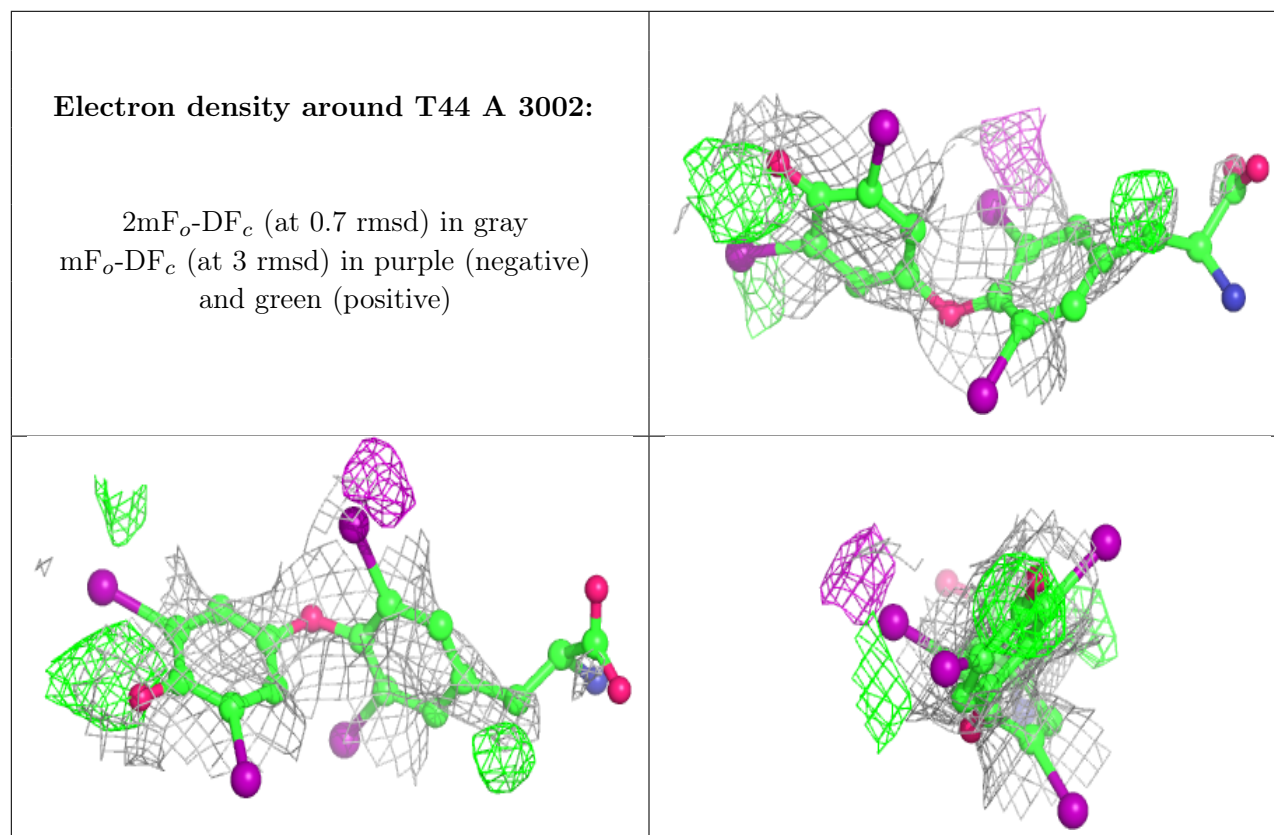 Electron density around T44 A 3002:
2mFo-DFc (at 0.7 rmsd) in gray
mFo-DFc (at 3 rmsd) in purple (negative)
and green (positive)